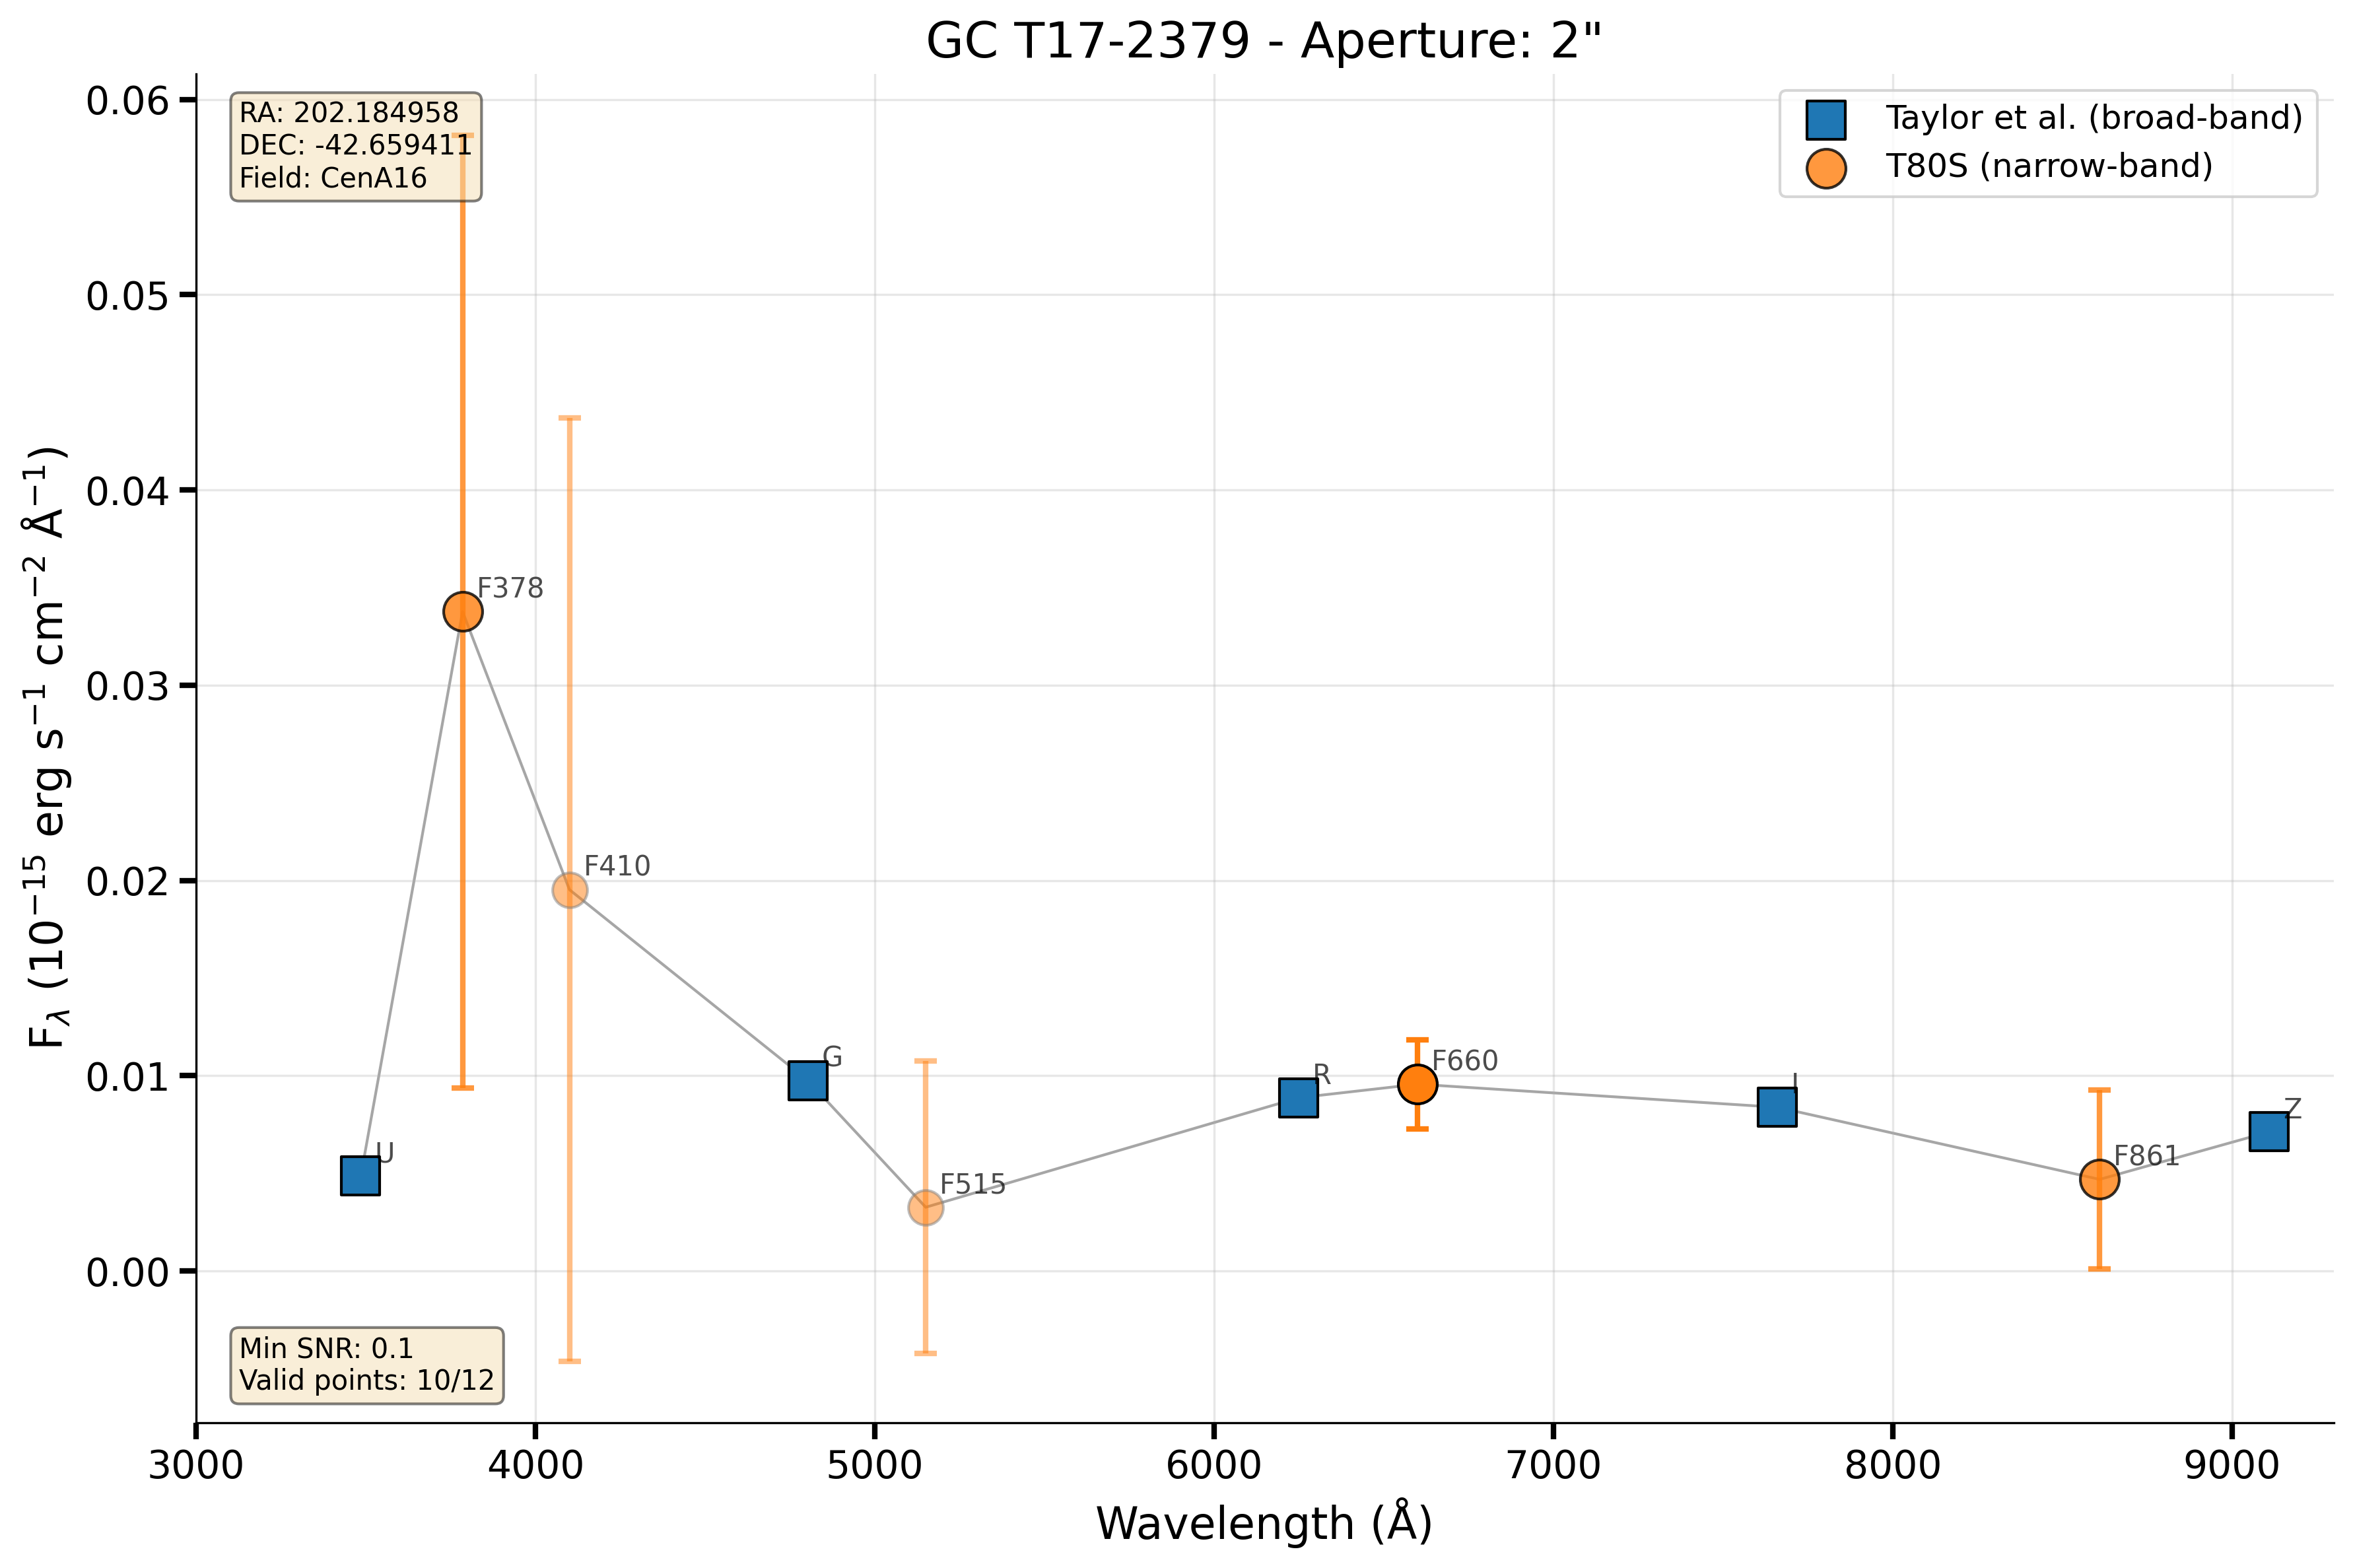 GC T17-2379 - Aperture: 2"
RA: 202.184958
DEC: -42.659411
Field: CenA16
Taylor et al. (broad-band)
T80S (narrow-band)
0.06
0.05
0.04
0.03
0.02
0.01
0.00
F$_λ$ (10$^{−15}$ erg s$^{−1}$ cm$^{−2}$ Å$^{−1}$)
U
F378
F410
G
F515
R
F660
I
F861
Z
Min SNR: 0.1
Valid points: 10/12
3000 4000 5000 6000 7000 8000 9000
Wavelength (Å)